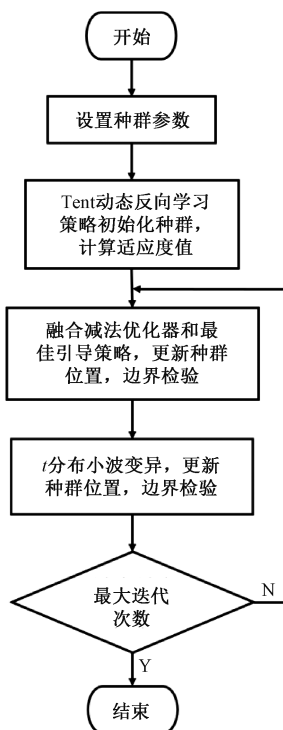 开始
设置种群参数
Tent动态反向学习
策略初始化种群，
计算适应度值
融合减法优化器和最
佳引导策略，更新种群
位置，边界检验
t分布小波变异，更新
种群位置，边界检验
最大迭代
次数
N
Y
结束